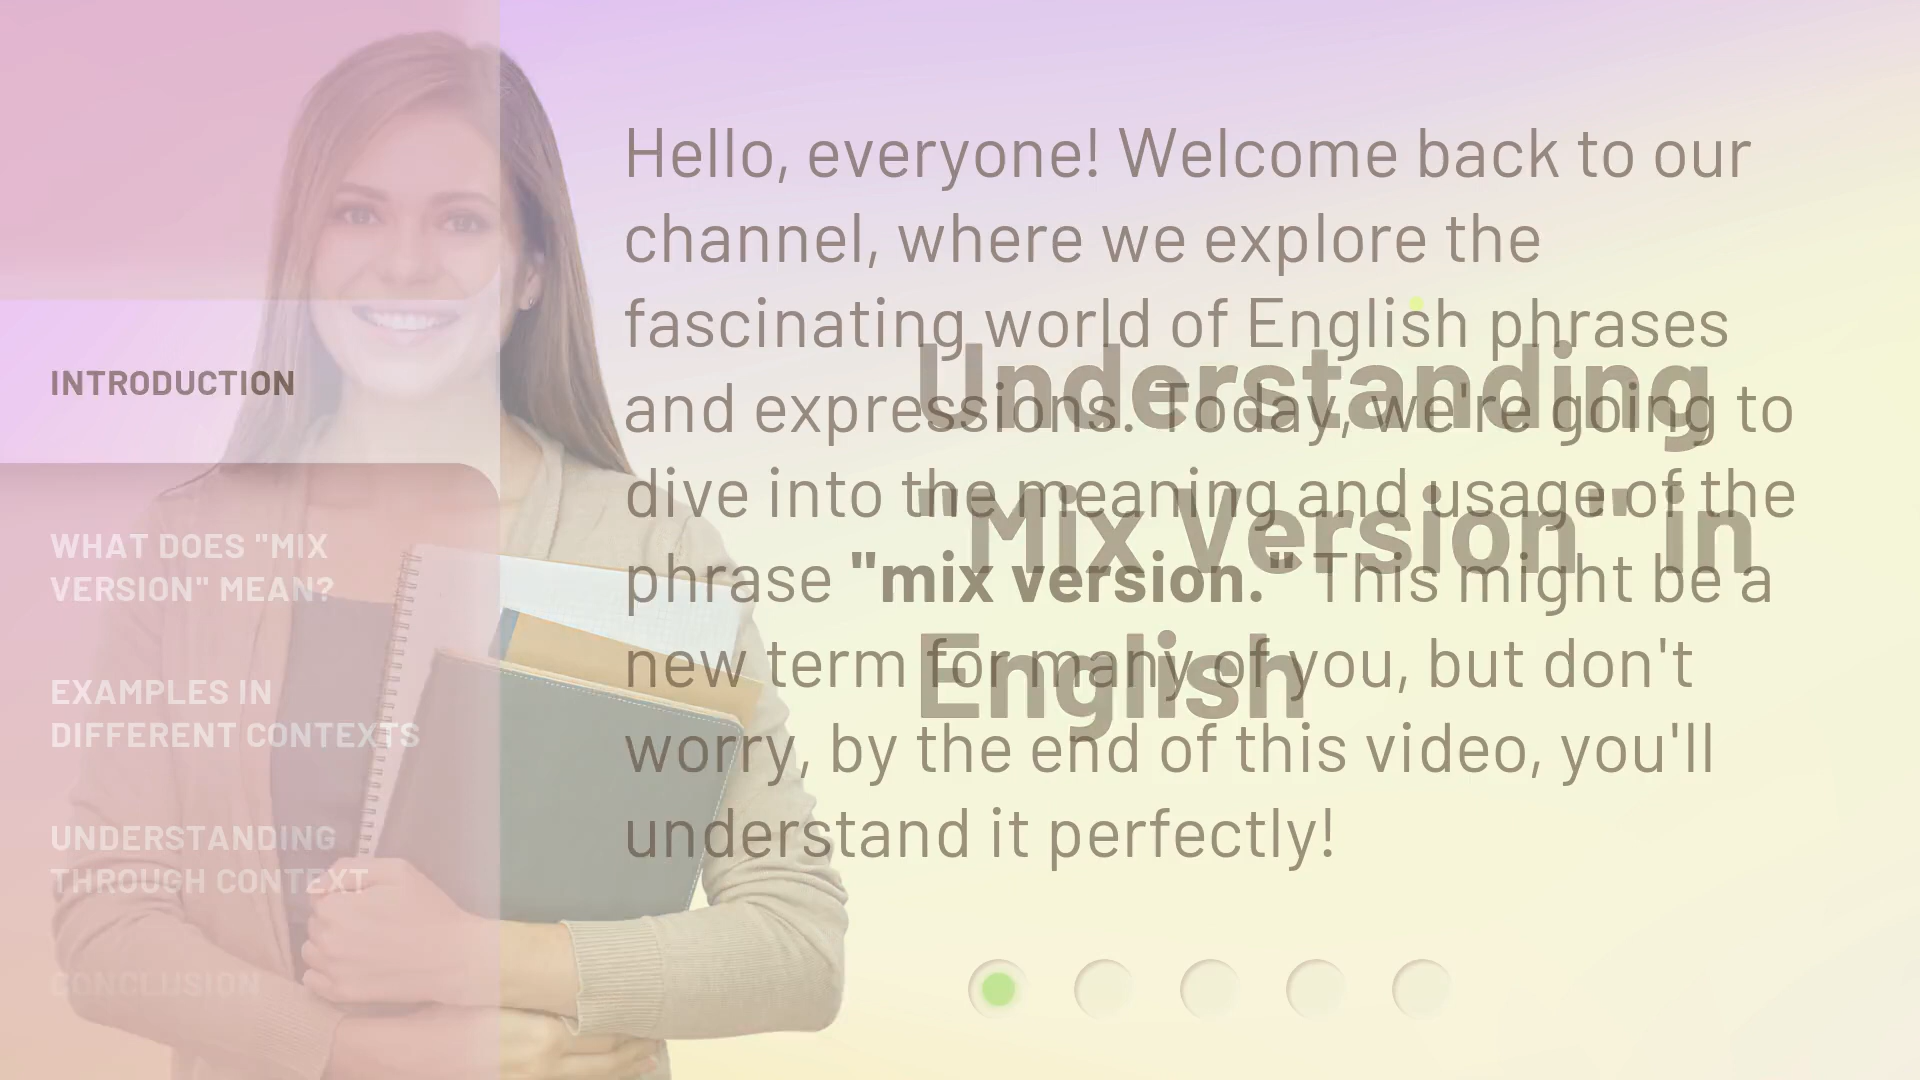 INTRODUCTION
WHAT DOES "MIX
VERSION" MEAN?
EXAMPLES IN
DIFFERENT CONTEXTS
UNDERSTANDING
THROUGH CONTEXT
CONCLUSION
Hello, everyone! Welcome back to our
channel, where we explore the
fascinating world of English phrases
and expressions. Today, we're going to
dive into the meaning and usage of the
phrase "mix version." This might be a
new term for many of you, but don't
worry, by the end of this video, you'll
understand it perfectly!
Understanding
"Mix Version" in
English